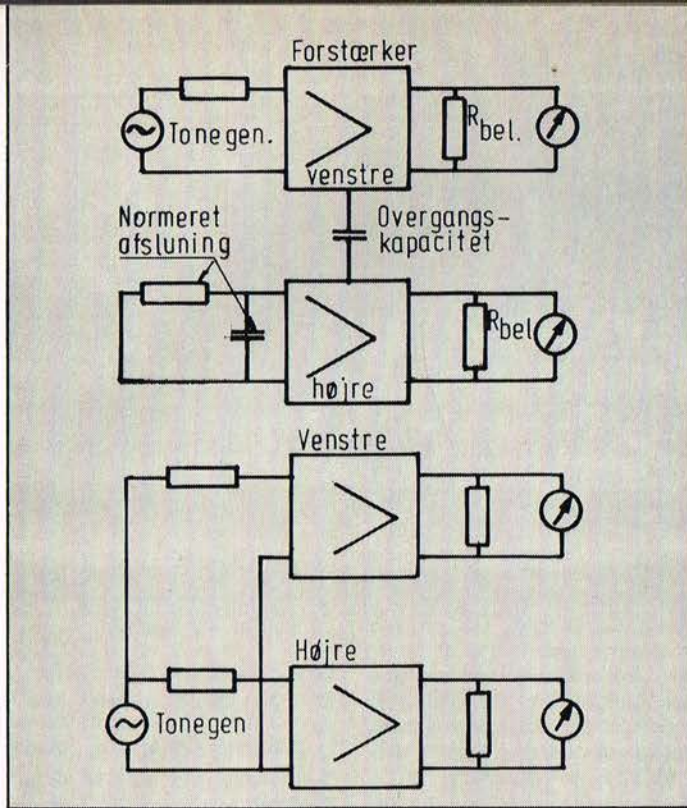 Forstærker
Tonegen.
R bel.
venstre
Normeret
afsluning
Overgangs-
kapacitet
R bel
højre
Venstre
Højre
Tonegen